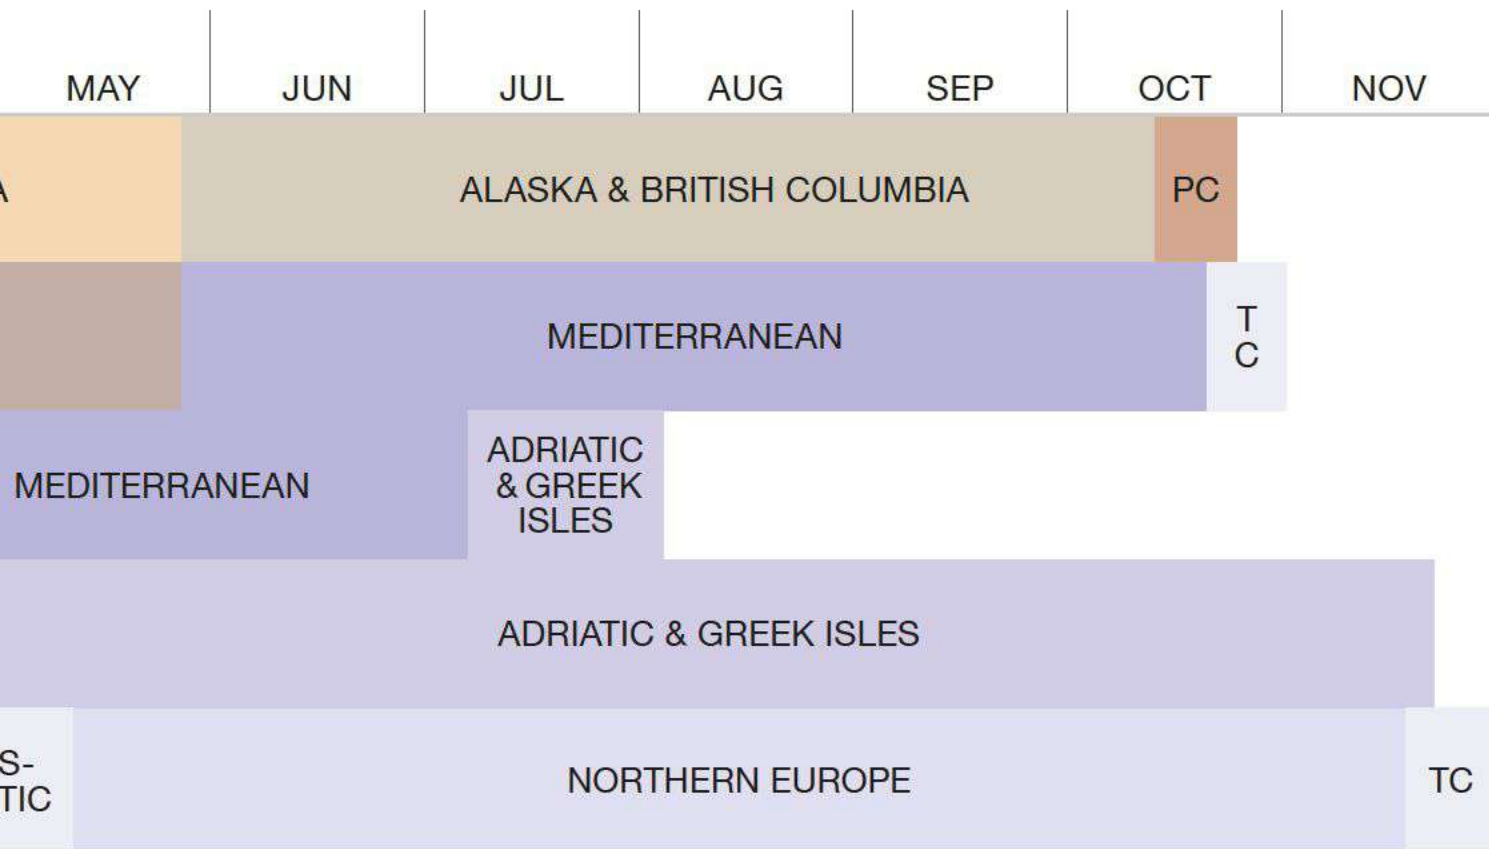 MAY JUN JUL AUG SEP OCT NOV
A ALASKA & BRITISH COLUMBIA PC
MEDITERRANEAN T
C
MEDITERRANEAN
ADRIATIC
& GREEK
ISLES
ADRIATIC & GREEK ISLES
S-
TIC
NORTHERN EUROPE TC